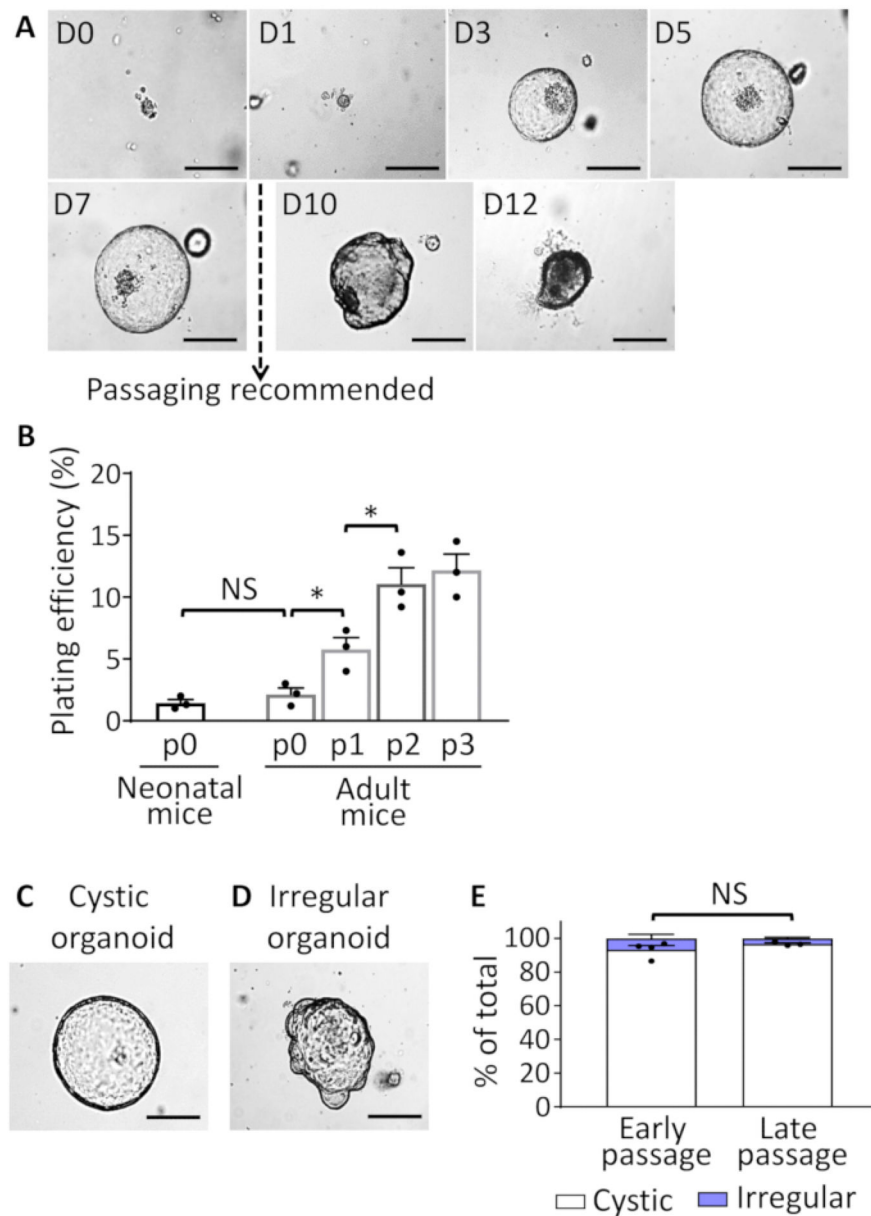 A
D0
D1
D3
D5
D7
D10
D12
Passaging recommended
B
Plating efficiency (%)
20
15
10
5
0
NS
*
*
p0
p0
p1
p2
p3
Neonatal
mice
Adult
mice
C
Cystic
organoid
D
Irregular
organoid
E
NS
% of total
100
80
60
40
20
0
Early
passage
Late
passage
Cystic
Irregular